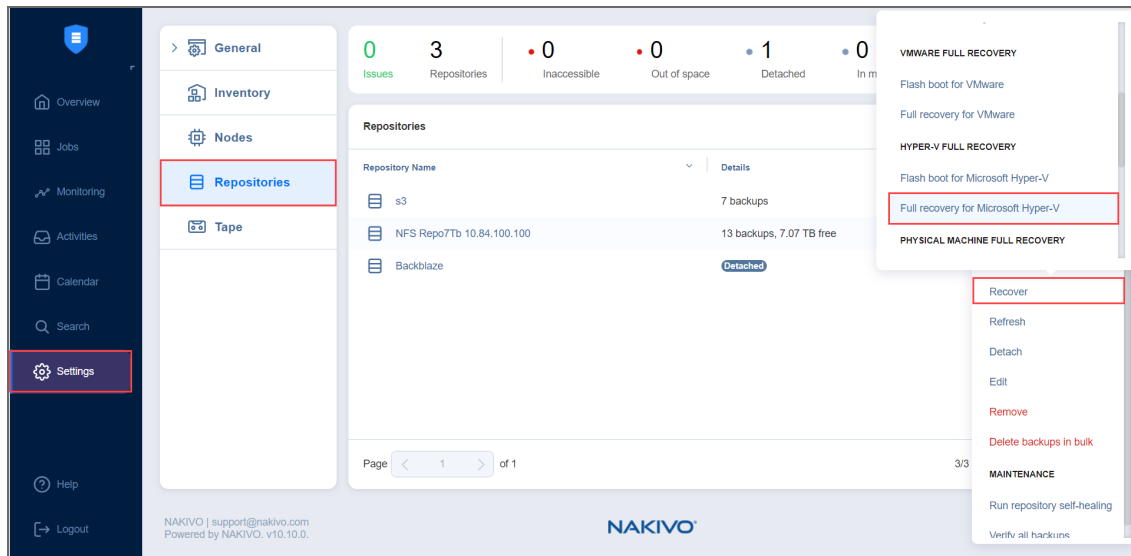 Overview
Jobs
Monitoring
Activities
Calendar
Search
Settings
Help
Logout
General
Inventory
Nodes
Repositories
Tape
0
Issues
3
Repositories
0
Inaccessible
0
Out of space
1
Detached
0
In m
Repositories
Repository Name
Details
s3
7 backups
NFS Repo7Tb 10.84.100.100
13 backups, 7.07 TB free
Backblaze
Detached
Page 1 of 1
3/3
VMWARE FULL RECOVERY
Flash boot for VMware
Full recovery for VMware
HYPER-V FULL RECOVERY
Flash boot for Microsoft Hyper-V
Full recovery for Microsoft Hyper-V
PHYSICAL MACHINE FULL RECOVERY
Recover
Refresh
Detach
Edit
Remove
Delete backups in bulk
MAINTENANCE
Run repository self-healing
Verify all backups
NAKIVO | support@nakivo.com
Powered by NAKIVO. v10.10.0.
NAKIVO®